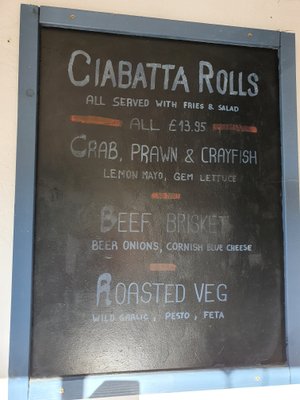 CIABATTA ROLLS
ALL SERVED WITH FRIES & SALAD
ALL £13.95
CRAB, PRAWN & CRAYFISH
LEMON MAYO, GEM LETTUCE
BEEF BRISKET
BEER ONIONS, CORNISH BLUE CHEESE
ROASTED VEG
WILD GARLIC, PESTO, FETA